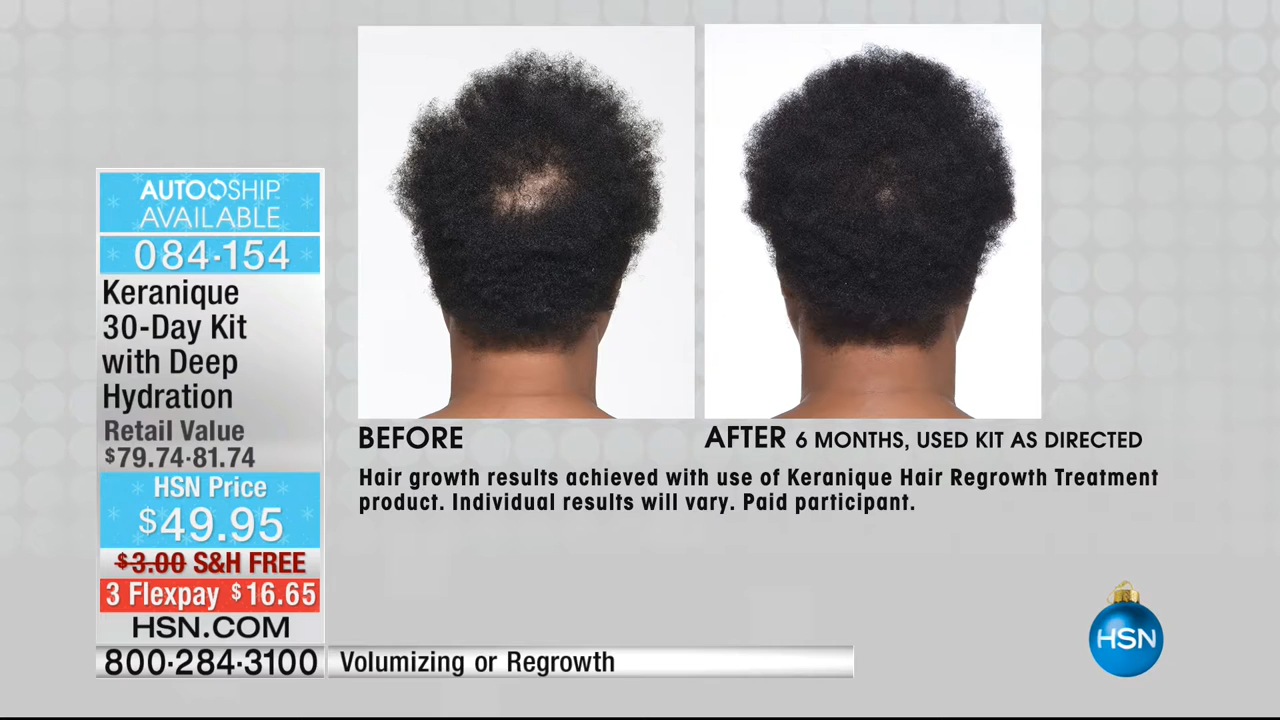 AUTOSHIP
AVAILABLE
084-154
Keranique
30-Day Kit
with Deep
Hydration
Retail Value
$79.74-81.74
HSN Price
$49.95
$3.00 S&H FREE
3 Flexpay $16.65
HSN.COM
800·284·3100
BEFORE
AFTER 6 MONTHS, USED KIT AS DIRECTED
Hair growth results achieved with use of Keranique Hair Regrowth Treatment
product. Individual results will vary. Paid participant.
Volumizing or Regrowth
HSN